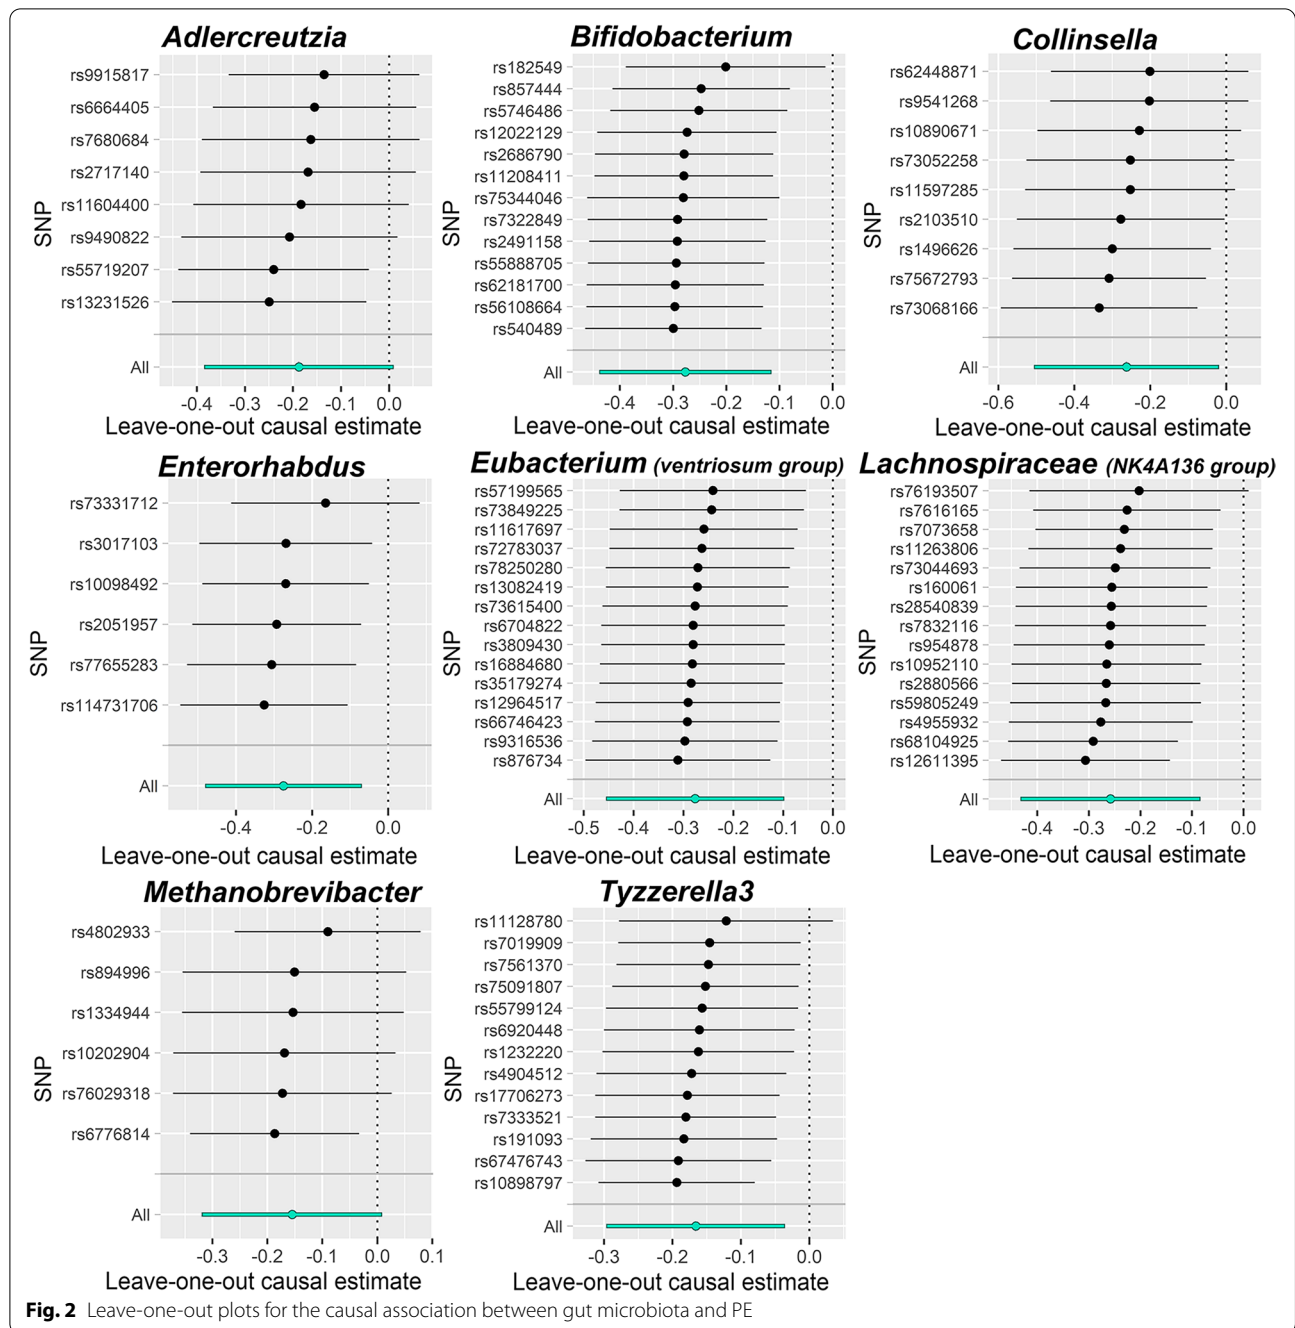 Adlercreutzia
SNP
rs9915817
rs6664405
rs7680684
rs2717140
rs11604400
rs9490822
rs55719207
rs13231526
All
-0.4 -0.2 -0.1 0.0
Leave-one-out causal estimate
Bifidobacterium
SNP
rs182549
rs857444
rs5746486
rs12022129
rs2686790
rs11208411
rs75344046
rs7322849
rs2491158
rs55888705
rs62181700
rs56108664
rs540489
All
-0.4 -0.3 -0.2 -0.1 0.0
Leave-one-out causal estimate
Collinsella
SNP
rs62448871
rs9541268
rs10890671
rs73052258
rs11597285
rs2103510
rs1496626
rs75672793
rs73068166
All
-0.6 -0.4 -0.2 0.0
Leave-one-out causal estimate
Enterorhabdus
SNP
rs73331712
rs3017103
rs10098492
rs2051957
rs77655283
rs114731706
All
-0.4 -0.2 0.0
Leave-one-out causal estimate
Eubacterium (ventriosum group)
SNP
rs57199565
rs73849225
rs11617697
rs72783037
rs78250280
rs13082419
rs73615400
rs6704822
rs3809430
rs16884680
rs35179274
rs12964517
rs66746423
rs9316536
rs876734
All
-0.5 -0.4 -0.3 -0.2 -0.1 0.0
Leave-one-out causal estimate
Lachnospiraceae (NK4A136 group)
SNP
rs76193507
rs7616165
rs7073658
rs11263806
rs73044693
rs160061
rs28540839
rs7832116
rs954878
rs10952110
rs2880566
rs59805249
rs4955932
rs68104925
rs12611395
All
-0.4 -0.3 -0.2 -0.1 0.0
Leave-one-out causal estimate
Methanobrevibacter
SNP
rs4802933
rs894996
rs1334944
rs10202904
rs76029318
rs6776814
All
-0.3 -0.2 -0.1 0.0 0.1
Leave-one-out causal estimate
Tyzzerella3
SNP
rs11128780
rs7019909
rs7561370
rs75091807
rs55799124
rs6920448
rs1232220
rs4904512
rs17706273
rs7333521
rs191093
rs67476743
rs10898797
All
-0.3 -0.2 -0.1 0.0
Leave-one-out causal estimate
Fig. 2 Leave-one-out plots for the causal association between gut microbiota and PE